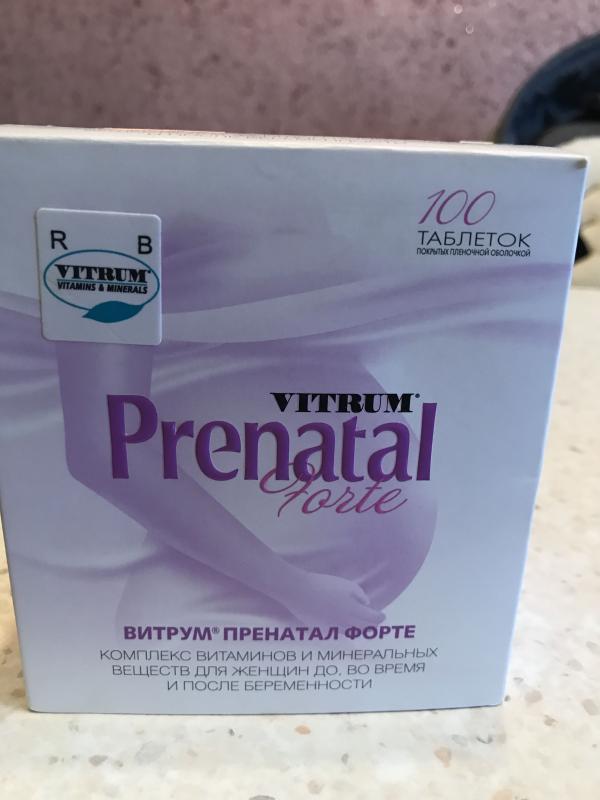 100
ТАБЛЕТОК
ПОКРЫТЫХ ПЛЕНОЧНОЙ ОБОЛОЧКОЙ
R B
VITRUM®
VITAMINS & MINERALS
VITRUM®
Prenatal
Forte
ВИТРУМ® ПРЕНАТАЛ ФОРТЕ
КОМПЛЕКС ВИТАМИНОВ И МИНЕРАЛЬНЫХ
ВЕЩЕСТВ ДЛЯ ЖЕНЩИН ДО, ВО ВРЕМЯ
И ПОСЛЕ БЕРЕМЕННОСТИ